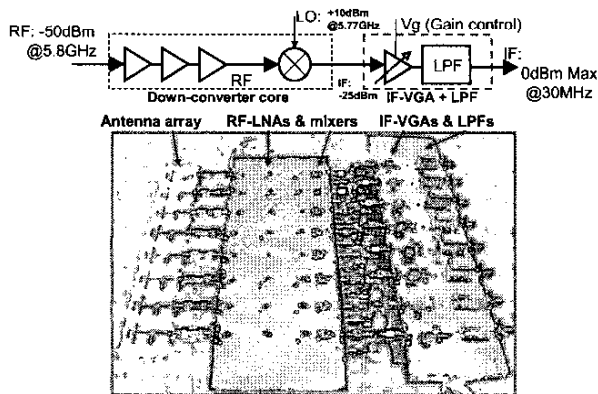 RF: -50dBm
@5.8GHz
LO: +10dBm
@5.77GHz
Vg (Gain control)
RF
LPF
IF:
-25dBm
IF:
0dBm Max
@30MHz
Down-converter core
IF-VGA + LPF
Antenna array RF-LNAs & mixers IF-VGAs & LPFs